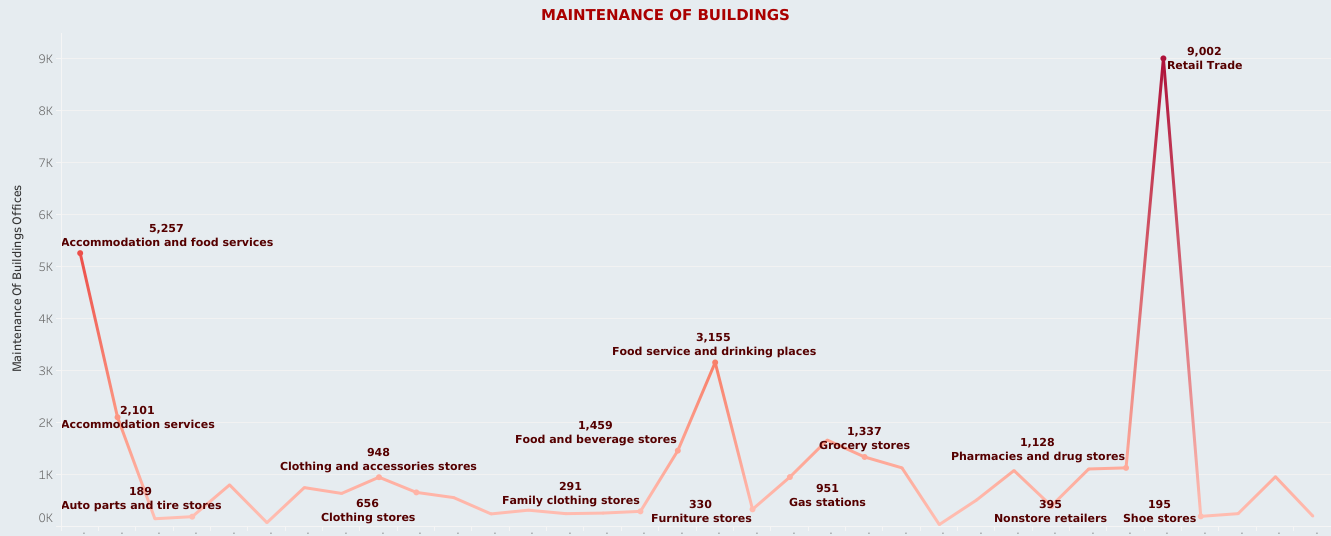 MAINTENANCE OF BUILDINGS
Maintenance Of Buildings Offices
9K
8K
7K
6K
5K
4K
3K
2K
1K
0K
5,257
Accommodation and food services
2,101
Accommodation services
189
Auto parts and tire stores
948
Clothing and accessories stores
656
Clothing stores
291
Family clothing stores
1,459
Food and beverage stores
3,155
Food service and drinking places
330
Furniture stores
951
Gas stations
1,337
Grocery stores
395
Nonstore retailers
1,128
Pharmacies and drug stores
9,002
Retail Trade
195
Shoe stores